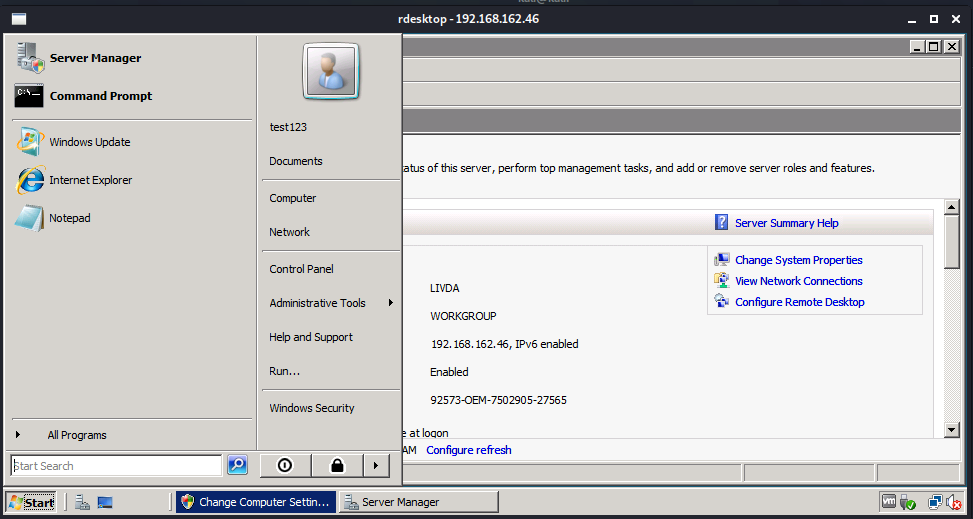 rdesktop - 192.168.162.46
Server Manager
Command Prompt
Windows Update
Internet Explorer
Notepad
All Programs
Start Search
test123
Documents
Computer
Network
Control Panel
Administrative Tools
Help and Support
Run...
Windows Security
atus of this server, perform top management tasks, and add or remove server roles and features.
Server Summary Help
Change System Properties
View Network Connections
Configure Remote Desktop
LIVDA
WORKGROUP
192.168.162.46, IPv6 enabled
Enabled
92573-OEM-7502905-27565
e at logon
AM Configure refresh
Start
Change Computer Settin...
Server Manager